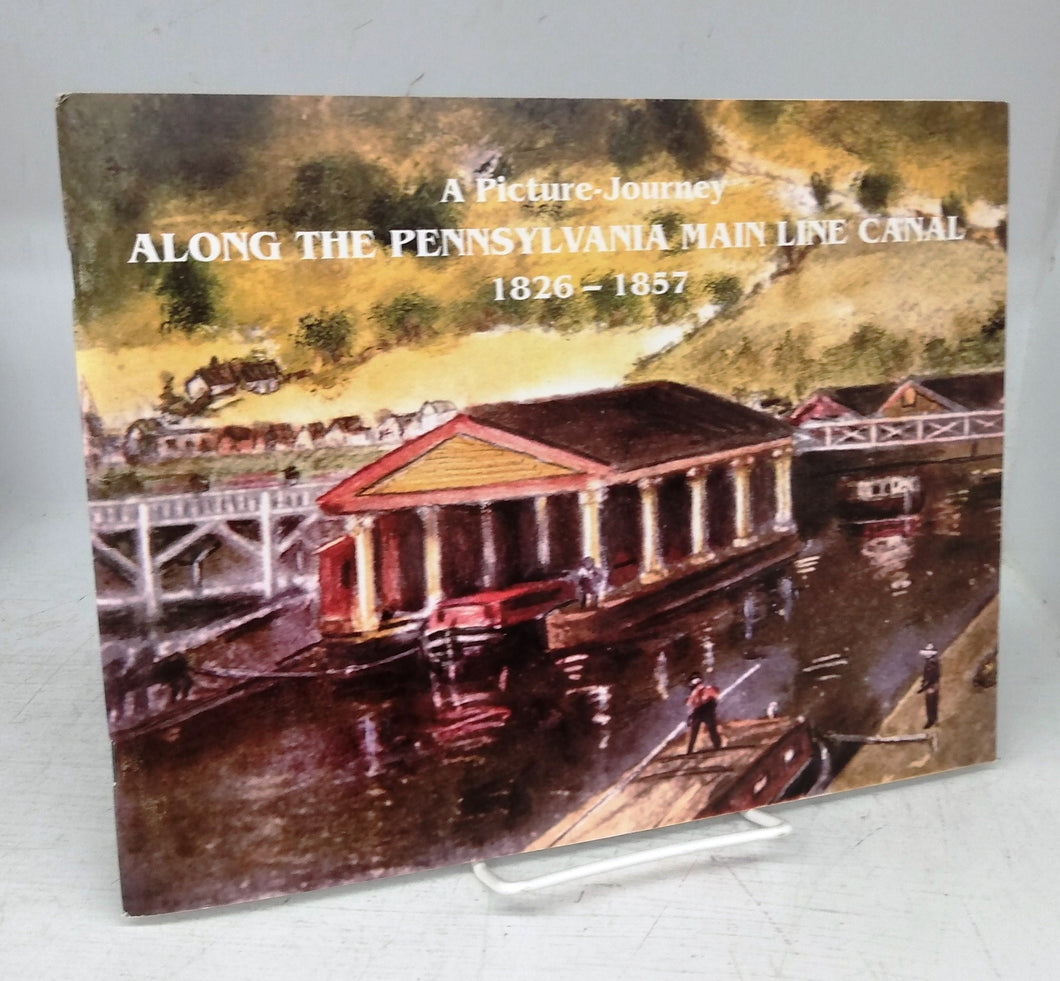 A Picture-Journey
ALONG THE PENNSYLVANIA MAIN LINE CANAL
1826 – 1857